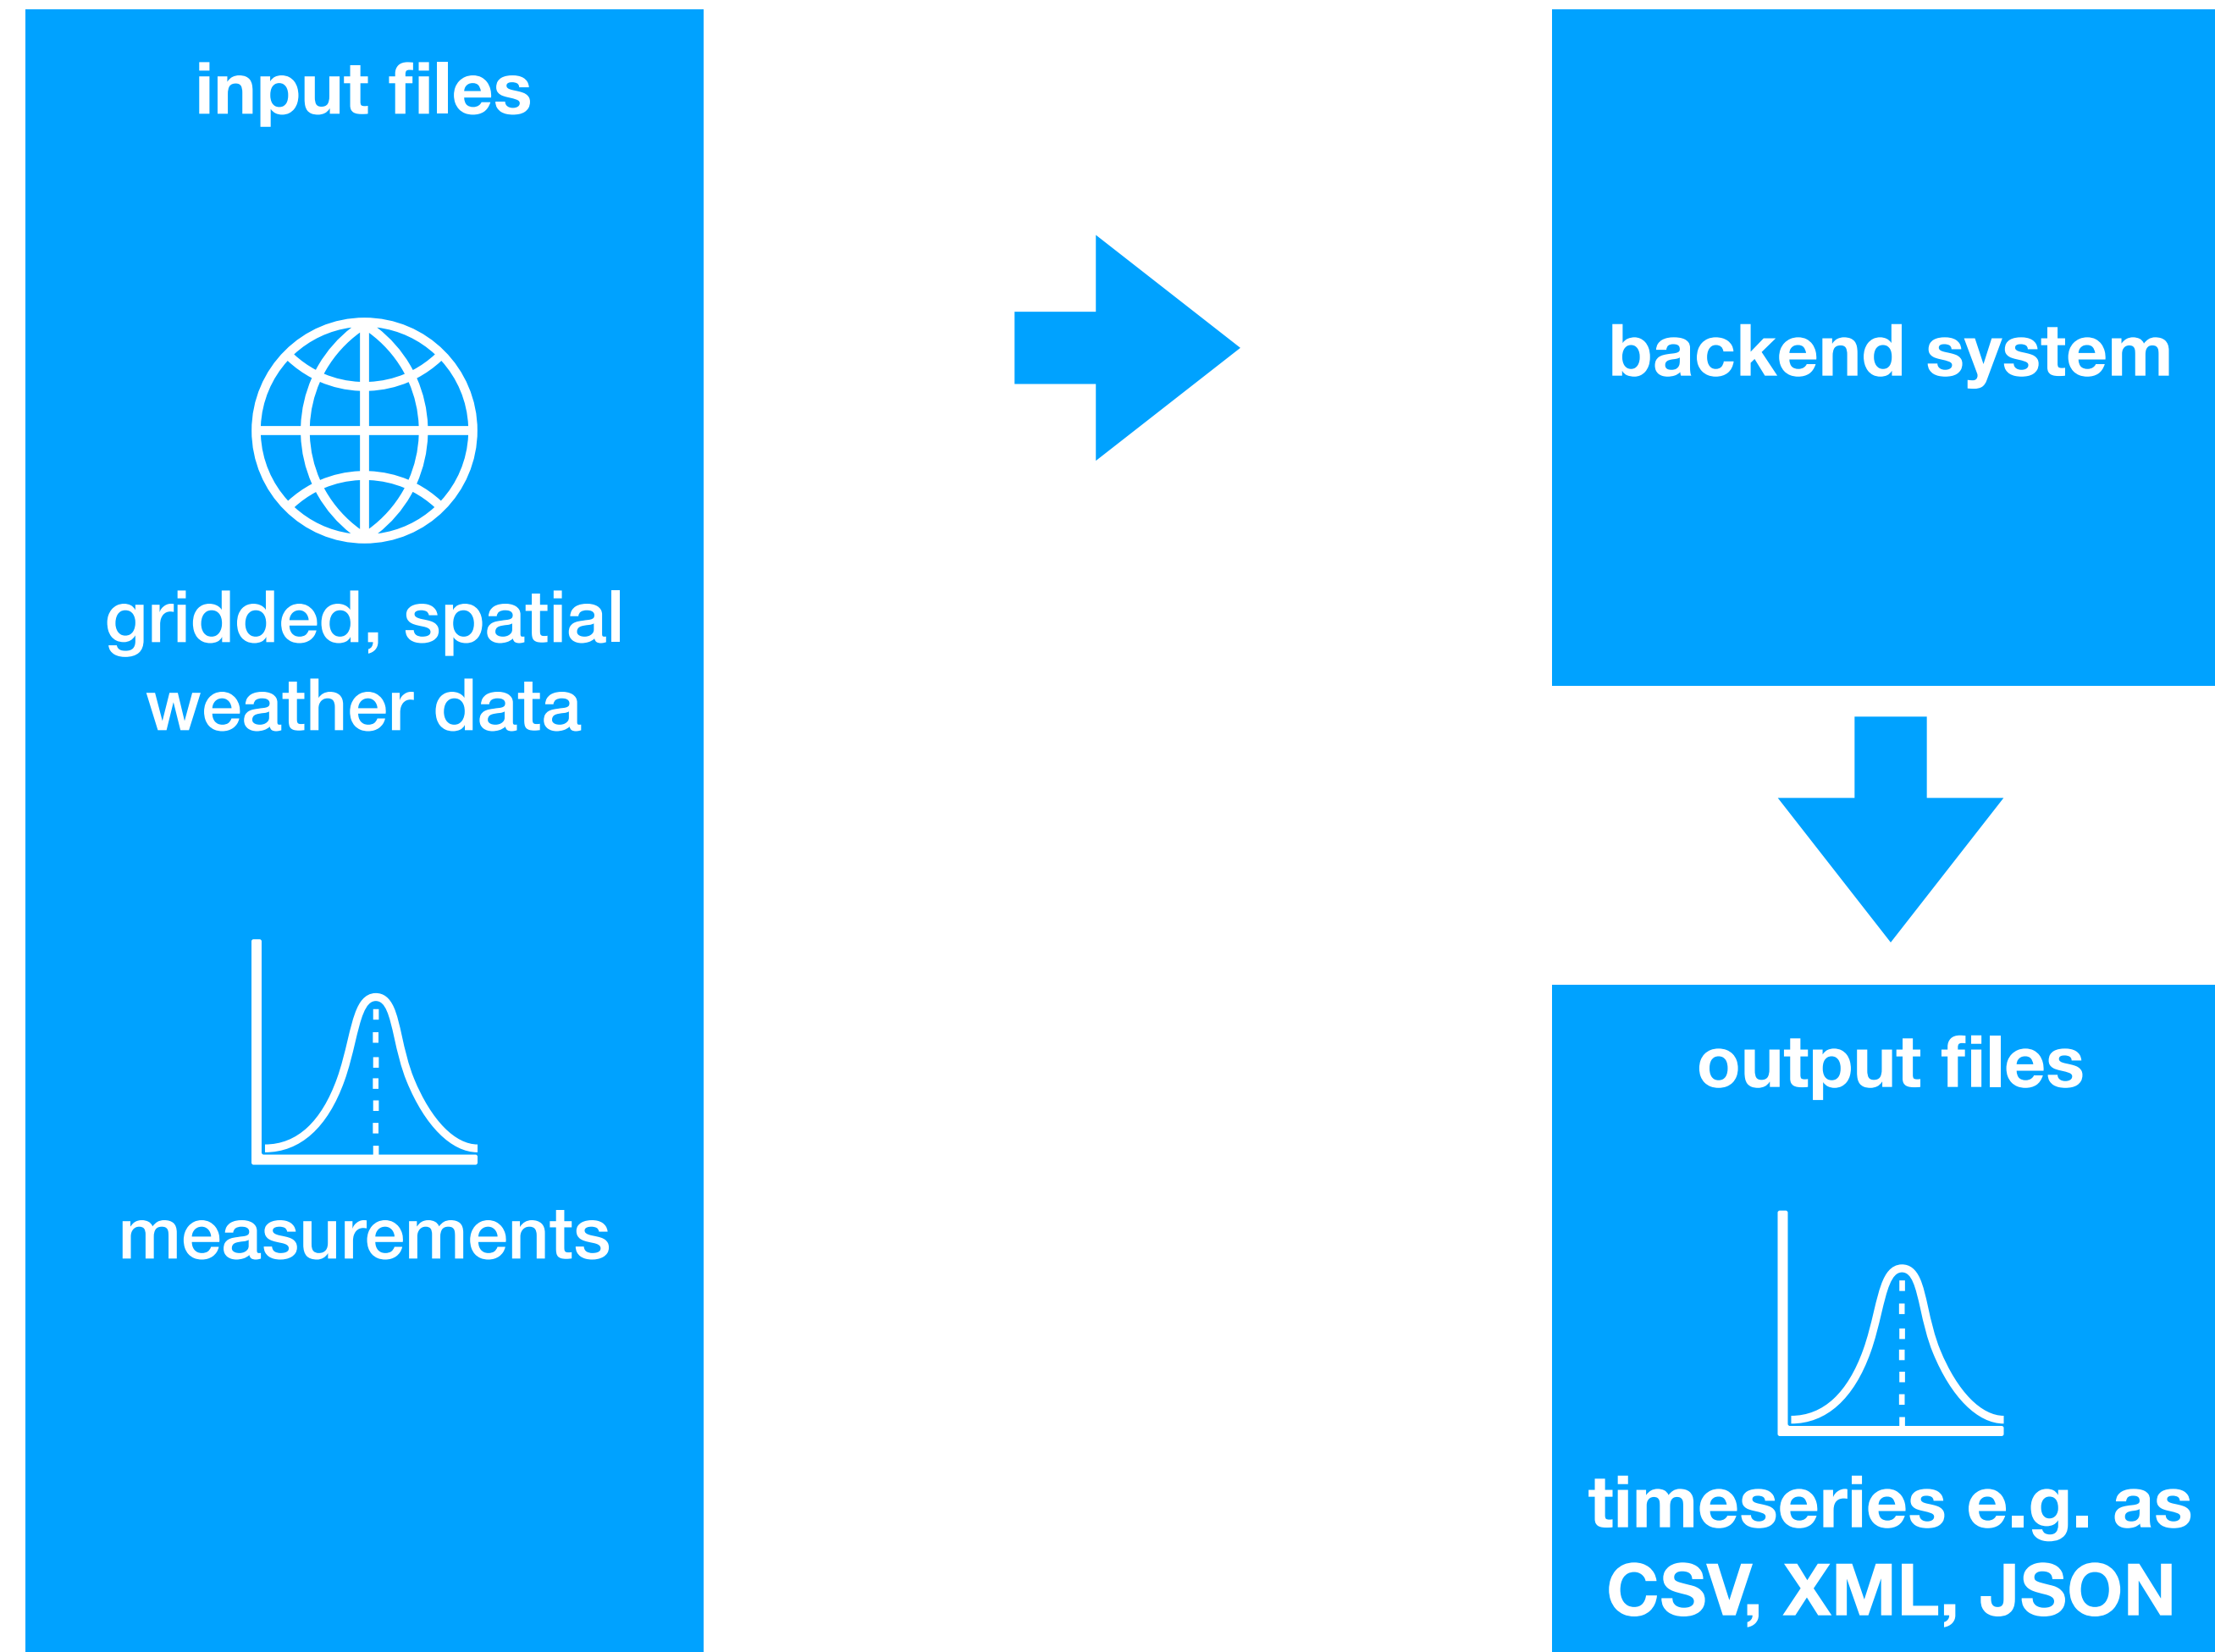 input files
gridded, spatial
weather data
measurements
backend system
output files
timeseries e.g. as
CSV, XML, JSON